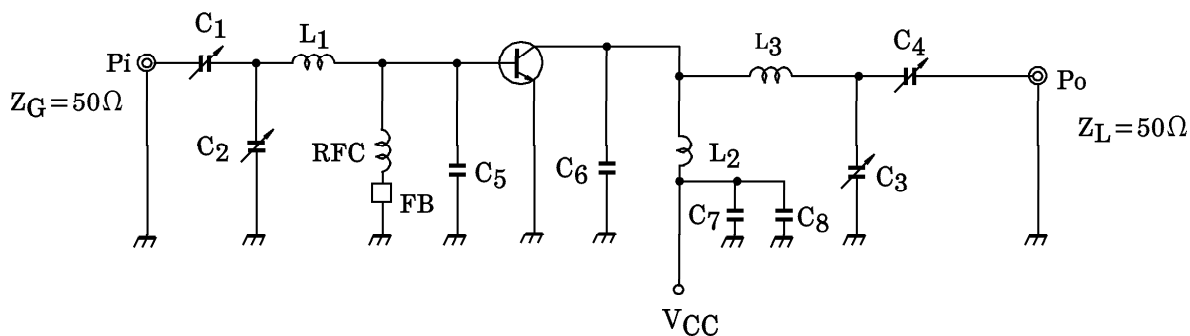 C1
L1
Pi
ZG=50Ω
C2
RFC
FB
C5
C6
L2
C7
C8
VCC
L3
C4
C3
Po
ZL=50Ω